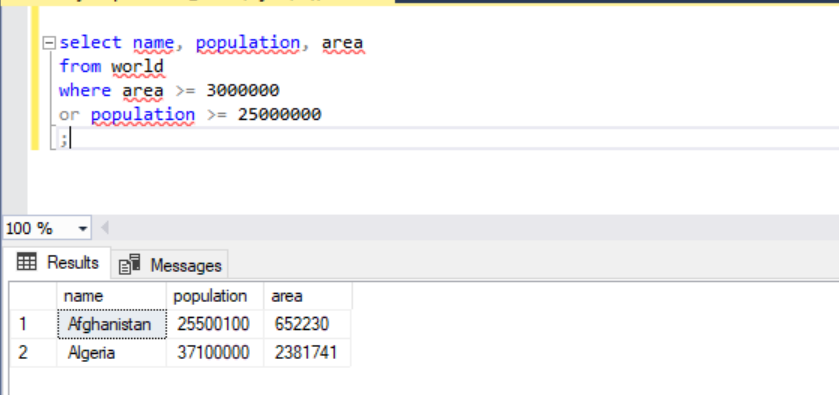 select name, population, area
from world
where area >= 3000000
or population >= 25000000
;
100 %
Results Messages
name population area
1 Afghanistan 25500100 652230
2 Algeria 37100000 2381741